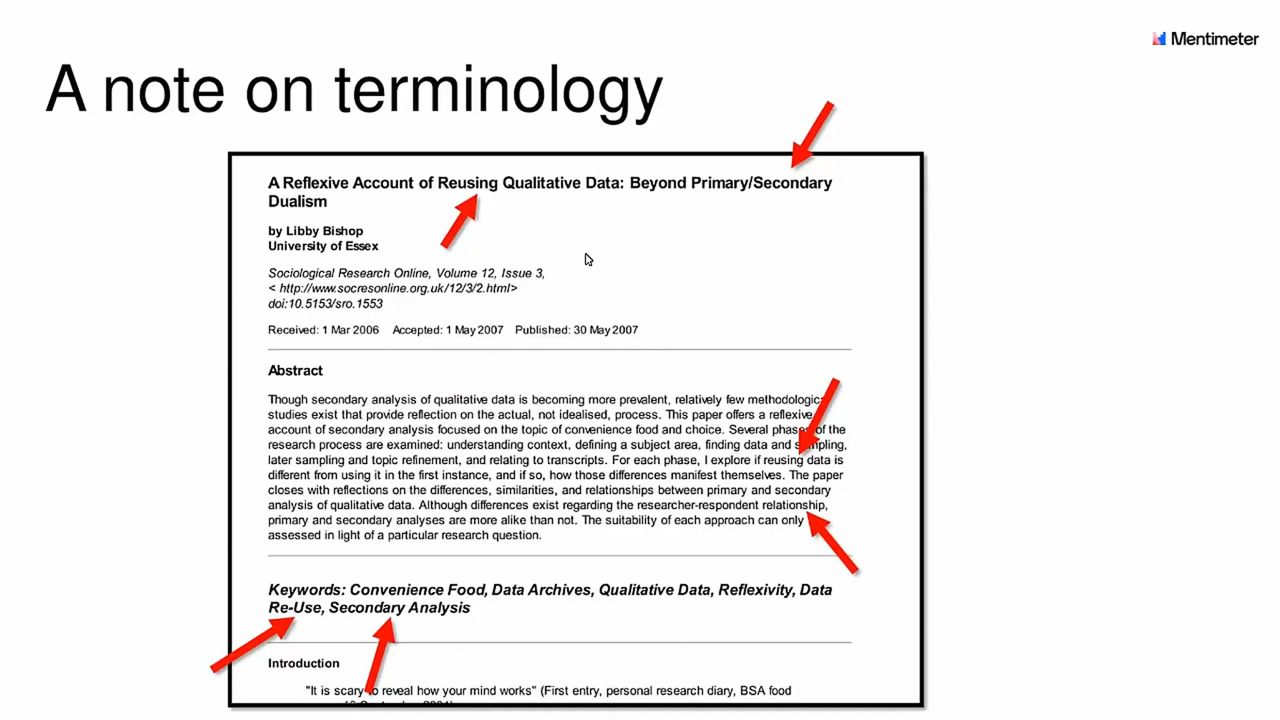 Mentimeter
A note on terminology
A Reflexive Account of Reusing Qualitative Data: Beyond Primary/Secondary
Dualism
by Libby Bishop
University of Essex
Sociological Research Online, Volume 12, Issue 3,
< http://www.socresonline.org.uk/12/3/2.html>
doi:10.5153/sro.1553
Received: 1 Mar 2006 Accepted: 1 May 2007 Published: 30 May 2007
Abstract
Though secondary analysis of qualitative data is becoming more prevalent, relatively few methodological
studies exist that provide reflection on the actual, not idealised, process. This paper offers a reflexive
account of secondary analysis focused on the topic of convenience food and choice. Several phases of the
research process are examined: understanding context, defining a subject area, finding data and sampling,
later sampling and topic refinement, and relating to transcripts. For each phase, I explore if reusing data is
different from using it in the first instance, and if so, how those differences manifest themselves. The paper
closes with reflections on the differences, similarities, and relationships between primary and secondary
analysis of qualitative data. Although differences exist regarding the researcher-respondent relationship,
primary and secondary analyses are more alike than not. The suitability of each approach can only
assessed in light of a particular research question.
Keywords: Convenience Food, Data Archives, Qualitative Data, Reflexivity, Data
Re-Use, Secondary Analysis
Introduction
"It is scary to reveal how your mind works" (First entry, personal research diary, BSA food